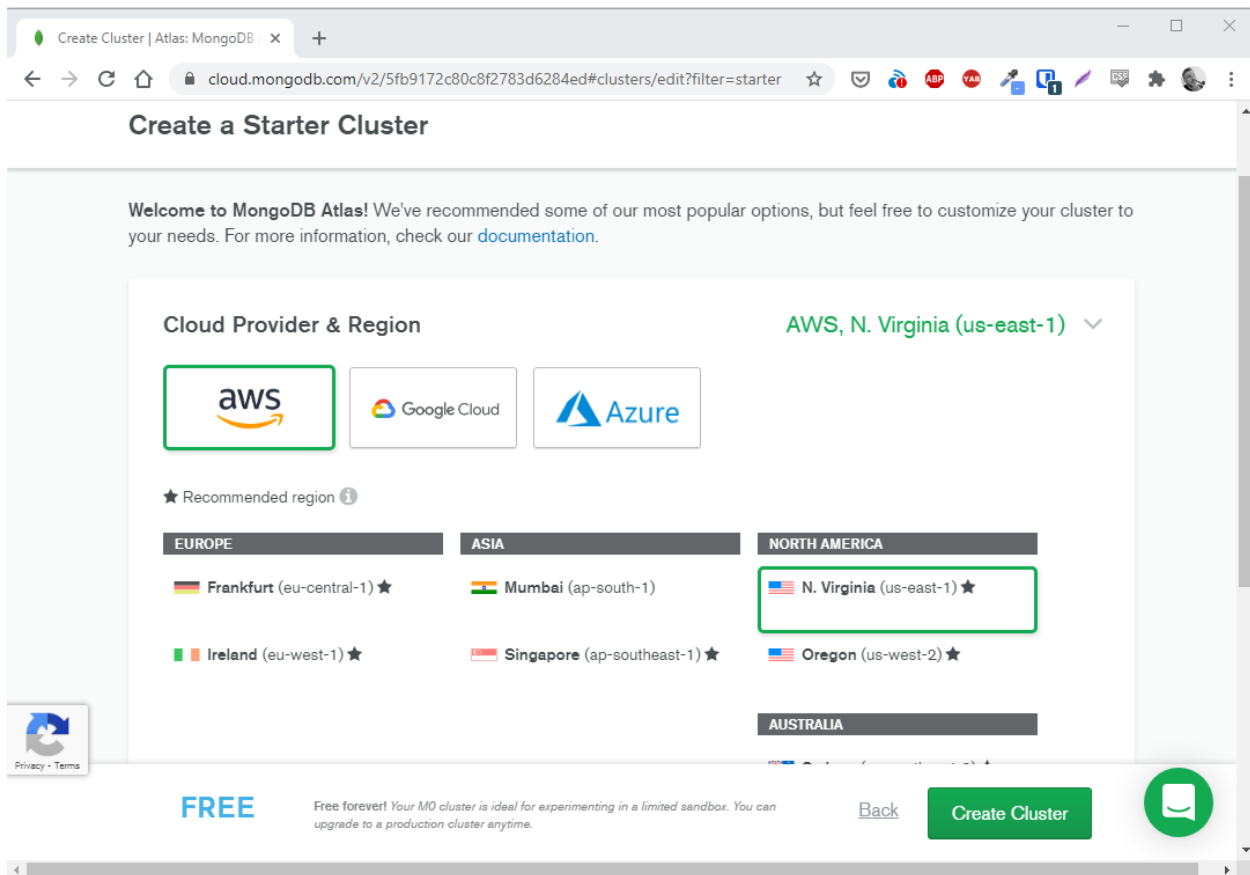 Create Cluster | Atlas: MongoDB
cloud.mongodb.com/v2/5fb9172c80c8f2783d6284ed#clusters/edit?filter=starter
ABP
YAB
CSS
1
Create a Starter Cluster
Welcome to MongoDB Atlas! We've recommended some of our most popular options, but feel free to customize your cluster to
your needs. For more information, check our documentation.
Cloud Provider & Region
AWS, N. Virginia (us-east-1)
aws
Google Cloud
Azure
★ Recommended region
EUROPE
ASIA
NORTH AMERICA
Frankfurt (eu-central-1) ★
Mumbai (ap-south-1)
N. Virginia (us-east-1) ★
Ireland (eu-west-1) ★
Singapore (ap-southeast-1) ★
Oregon (us-west-2) ★
AUSTRALIA
Privacy - Terms
FREE
Free forever! Your M0 cluster is ideal for experimenting in a limited sandbox. You can
upgrade to a production cluster anytime.
Back
Create Cluster